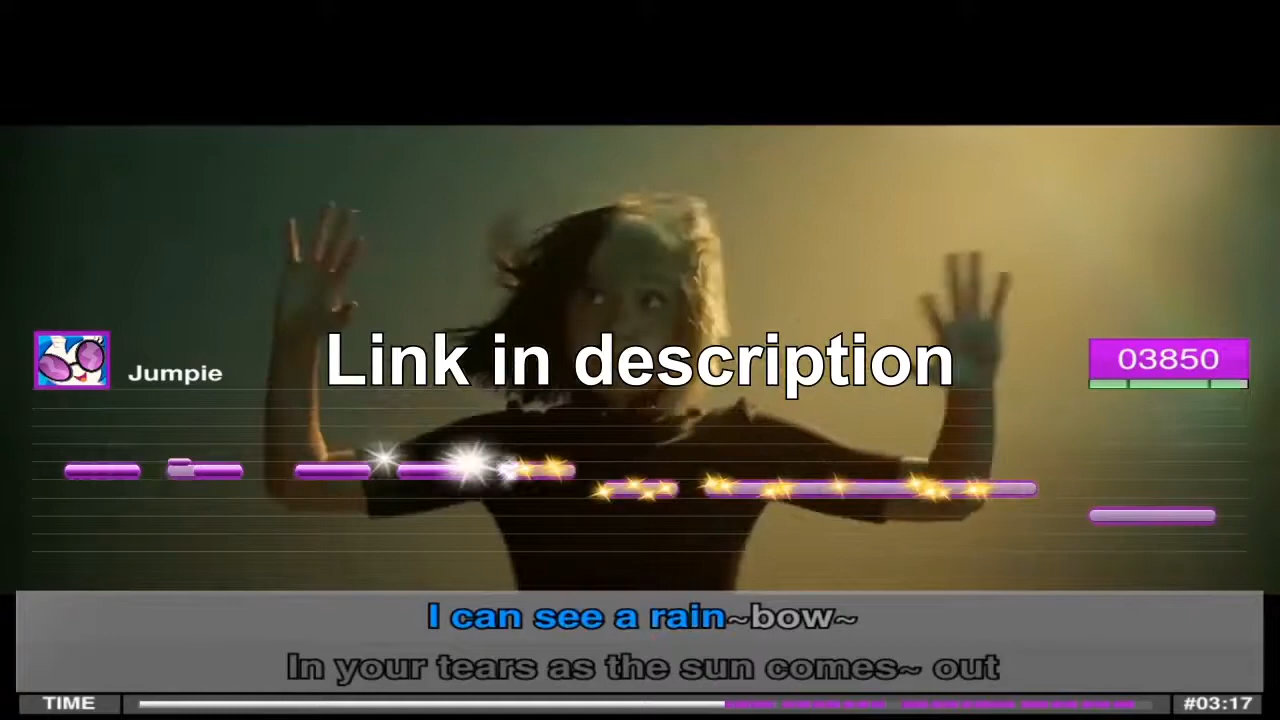 Link in description
Jumpie
03850
I can see a rain~bow~
In your tears as the sun comes~ out
TIME
#03:17